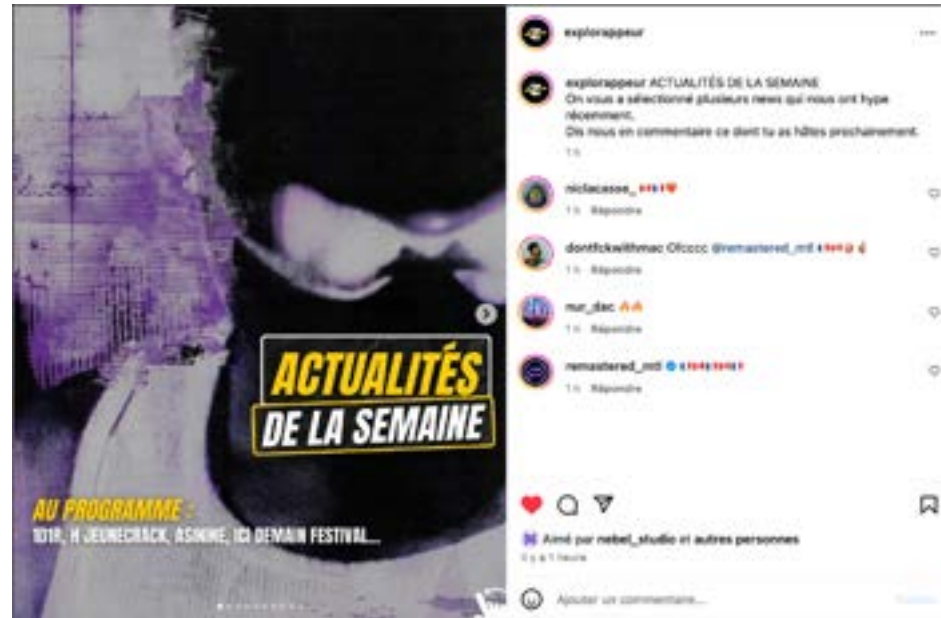 ACTUALITÉS
DE LA SEMAINE
AU PROGRAMME :
101R, H JEUNECRACK, ASINNE, ICI DEMAIN FESTIVAL...
explorappeur
explorappeur ACTUALITÉS DE LA SEMAINE
On vous a sélectionné plusieurs news qui nous ont hype
récemment.
Dis nous en commentaire ce dont tu as hâtes prochainement.
1 h
niclacasse_
1 h Répondre
dontfckwithmac Ofcccc @remastered_mtl
1 h Répondre
nur_dac
1 h Répondre
remastered_mtl
1 h Répondre
Aimé par nebel_studio et autres personnes
il y a 1 heure
Ajouter un commentaire...